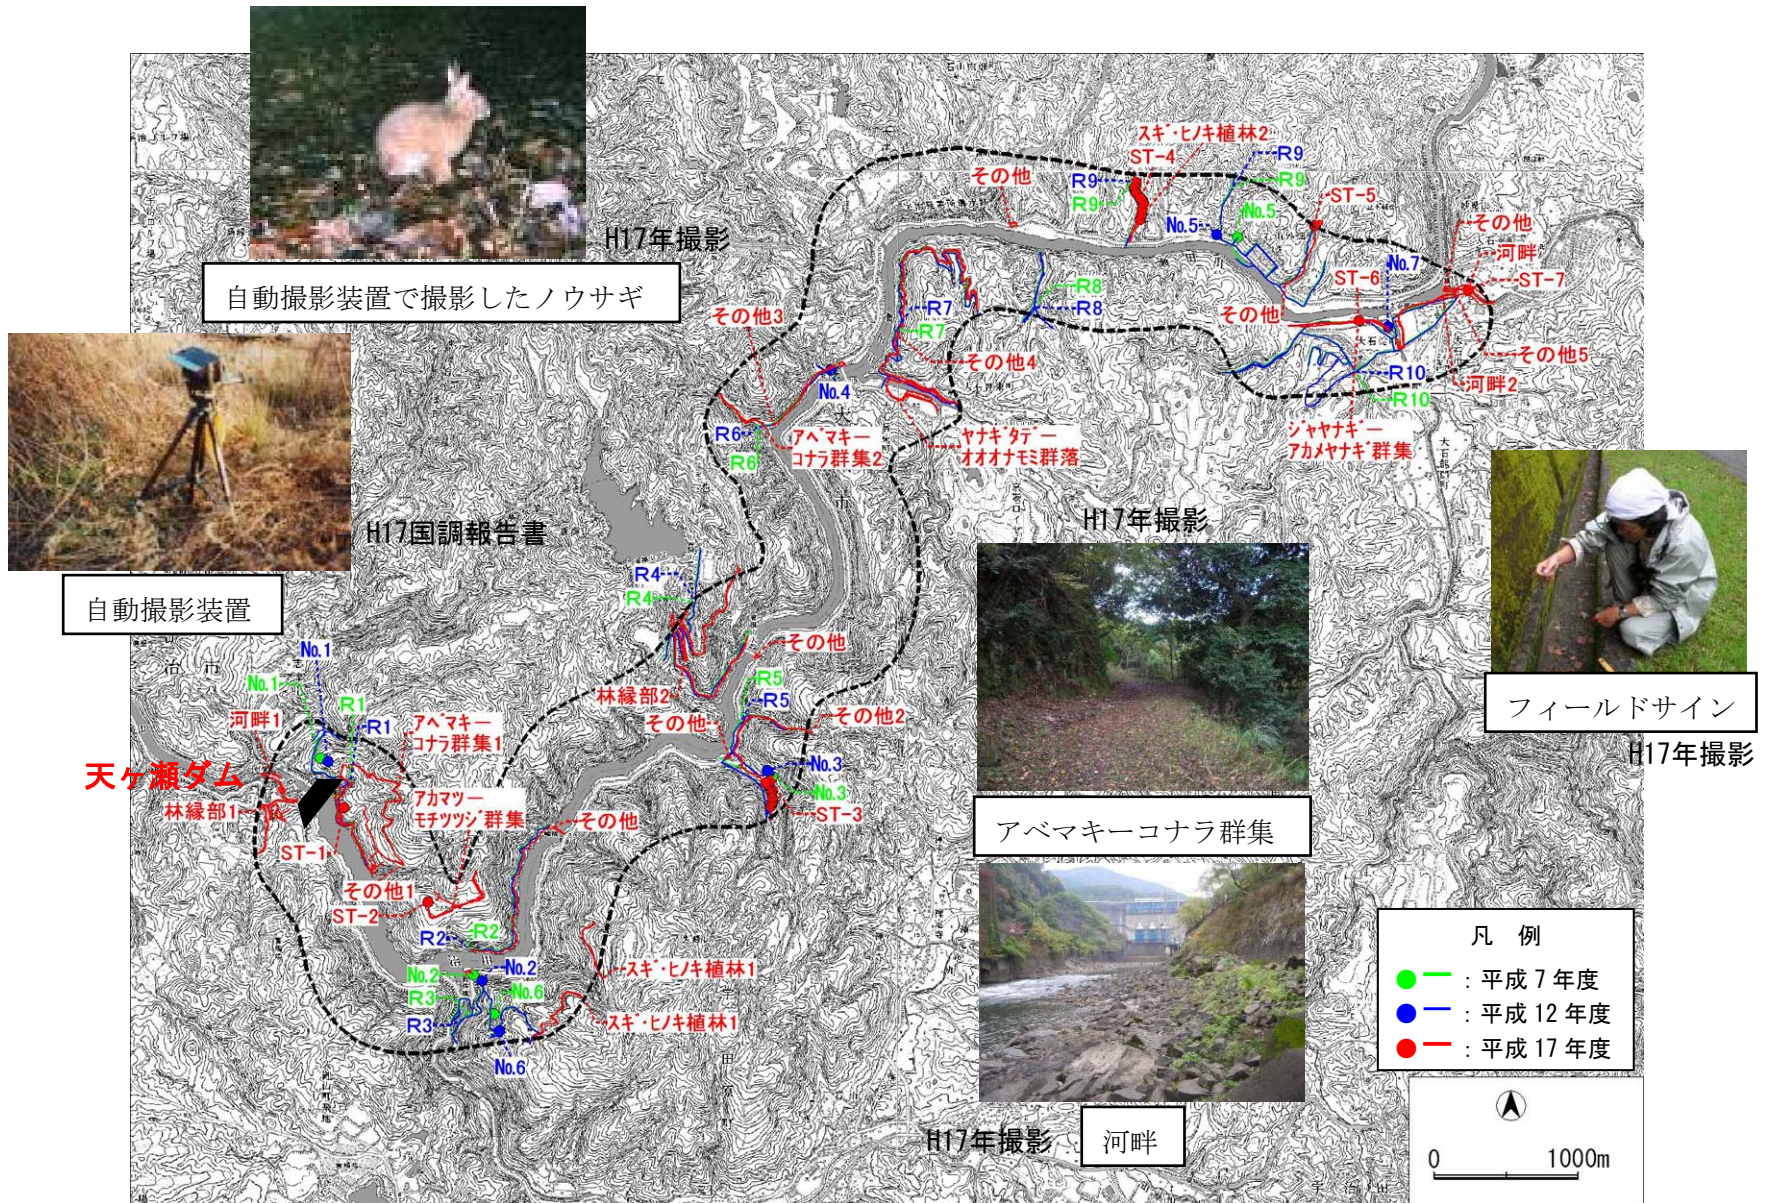 H17年撮影
自動撮影装置で撮影したノウサギ
H17国調報告書
自動撮影装置
スギ・ヒノキ植林2
ST-4
R9
R9
R9
R9
その他
No.5
No.5
ST-5
その他
河畔
No.7
ST-6
ST-7
R8
R8
R7
R7
その他3
その他
その他4
その他5
No.4
R10
河畔2
R10
R6
R6
アベマキー
コナラ群集2
ヤナギタデー
オオオナモミ群落
ジャヤナギー
アカメヤナギ群集
H17年撮影
R4
R4
その他
林縁部2
R5
R5
その他
その他2
No.1
No.1
R1
R1
河畔1
アベマキー
コナラ群集1
天ヶ瀬ダム
林縁部1
アカマツー
モチツツジ群集
No.3
No.3
ST-3
ST-1
その他
その他1
ST-2
R2
R2
No.2
No.2
No.6
R3
R3
No.6
スギ・ヒノキ植林1
スギ・ヒノキ植林1
アベマキーコナラ群集
フィールドサイン
H17年撮影
H17年撮影
河畔
凡 例
：平成 7 年度
：平成 12 年度
：平成 17 年度
0 1000m